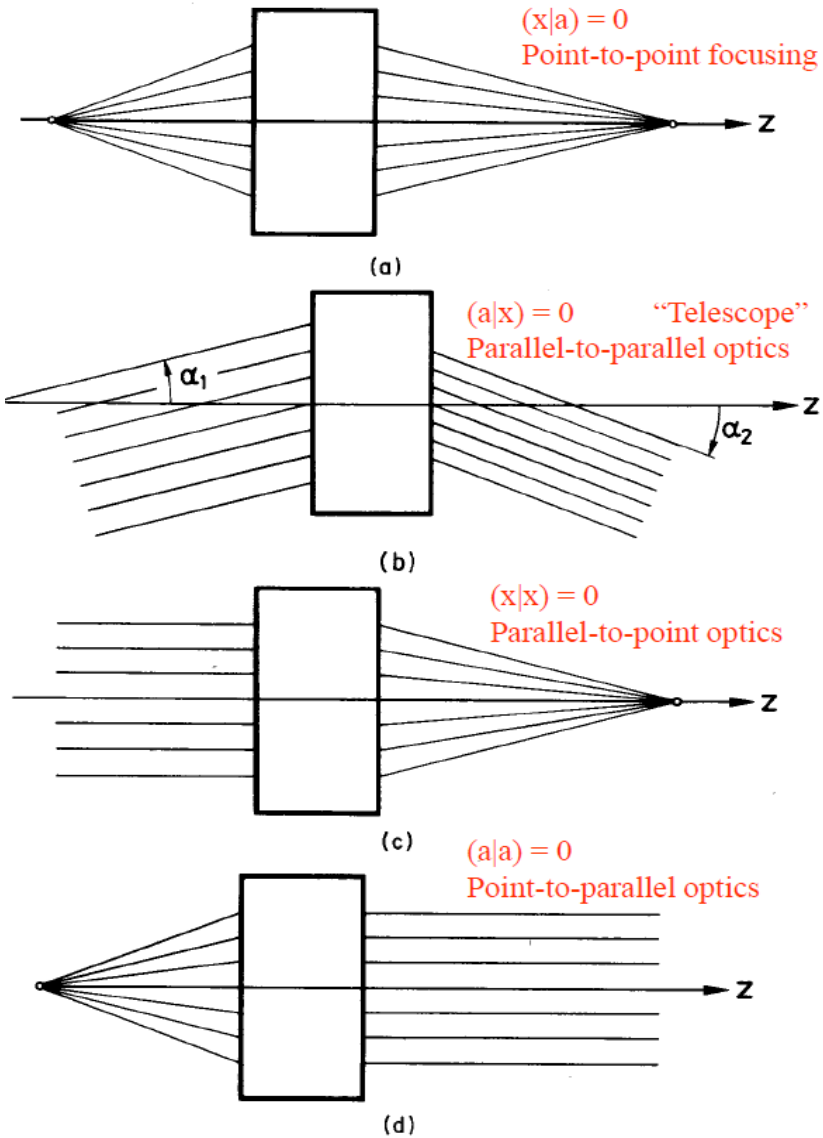 (x|a) = 0
Point-to-point focusing
z
(a)
(a|x) = 0 “Telescope”
Parallel-to-parallel optics
α₁
z
α₂
(b)
(x|x) = 0
Parallel-to-point optics
z
(c)
(a|a) = 0
Point-to-parallel optics
z
(d)